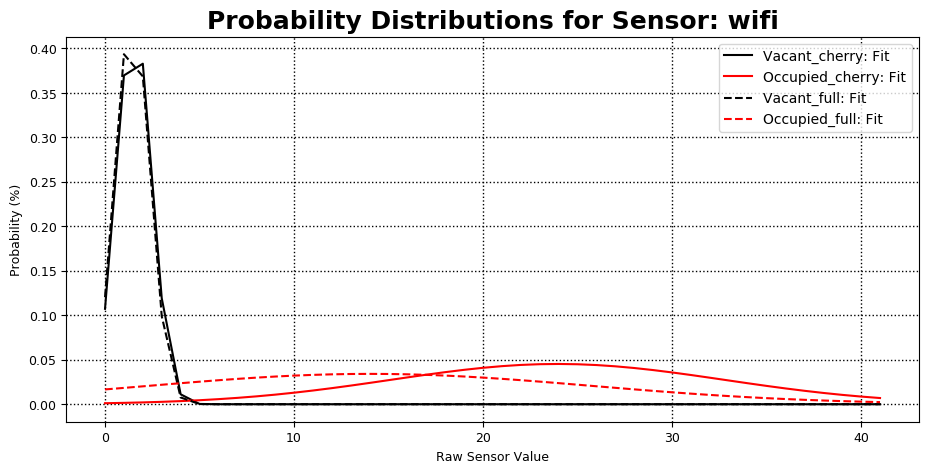 Probability Distributions for Sensor: wifi
Vacant_cherry: Fit
Occupied_cherry: Fit
Vacant_full: Fit
Occupied_full: Fit
Probability (%)
0.40
0.35
0.30
0.25
0.20
0.15
0.10
0.05
0.00
0 10 20 30 40
Raw Sensor Value